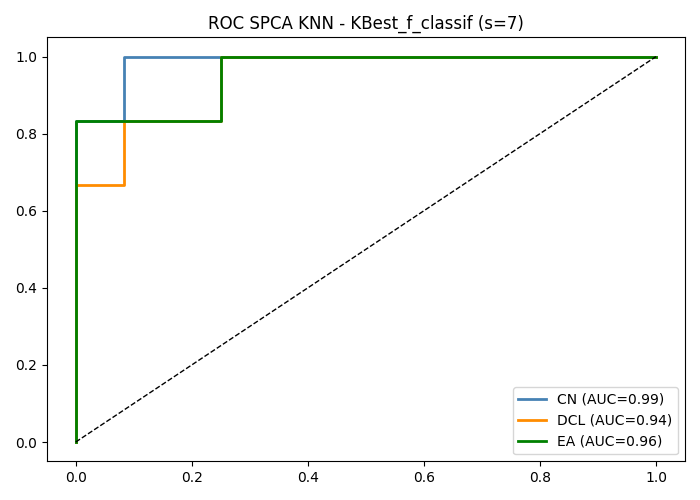 ROC SPCA KNN - KBest_f_classif (s=7)
1.0
0.8
0.6
0.4
0.2
0.0
0.0 0.2 0.4 0.6 0.8 1.0
CN (AUC=0.99)
DCL (AUC=0.94)
EA (AUC=0.96)